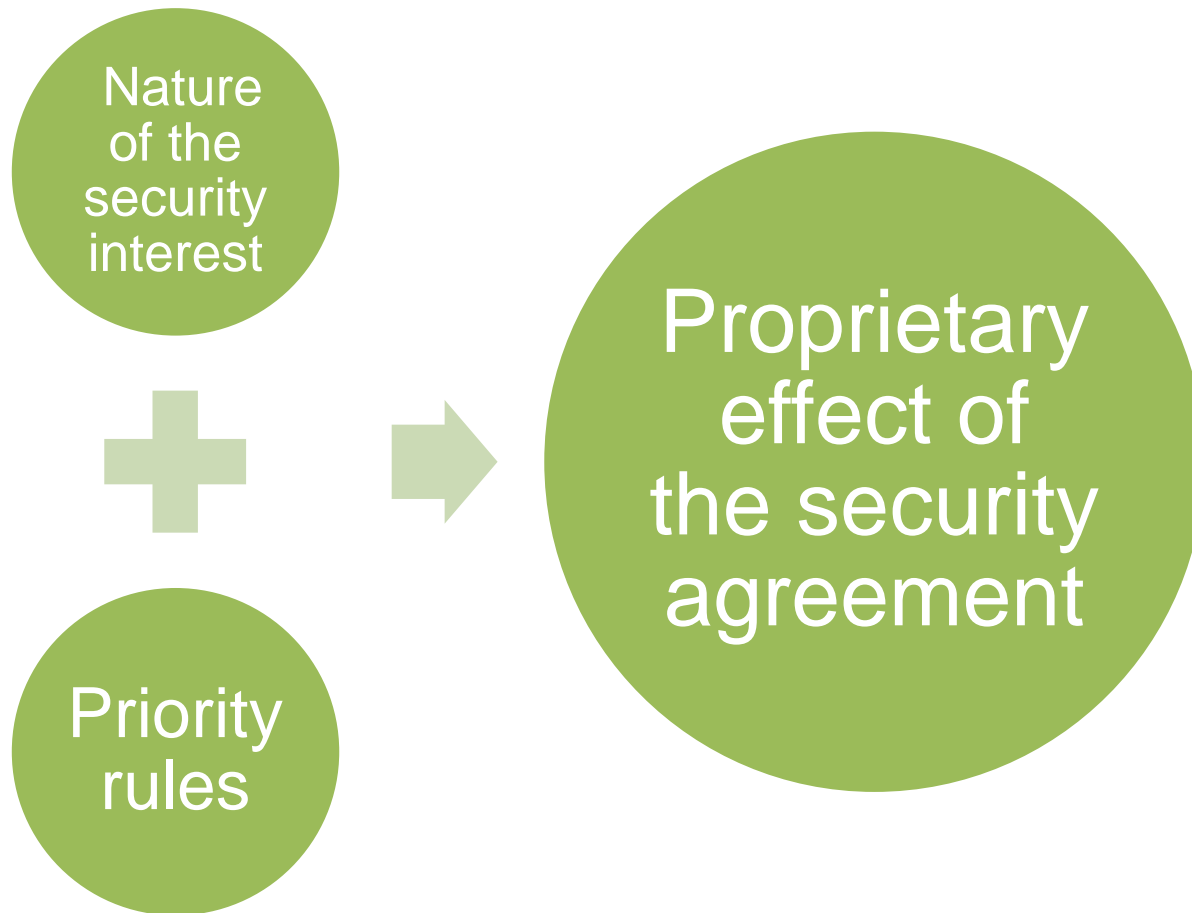 Nature
of the
security
interest
Priority
rules
Proprietary
effect of
the security
agreement